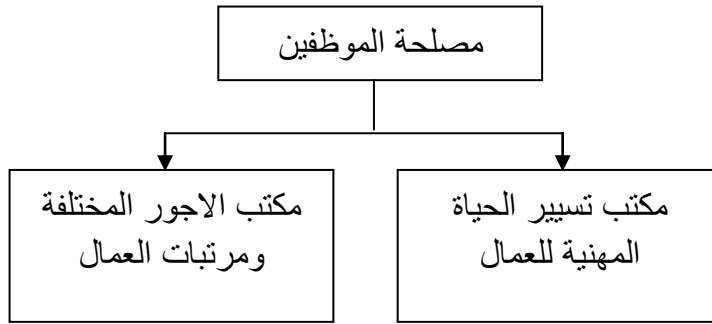 مصلحة الموظفين
مكتب تسيير الحياة
المهنية للعمال
مكتب الاجور المختلفة
ومرتبات العمال